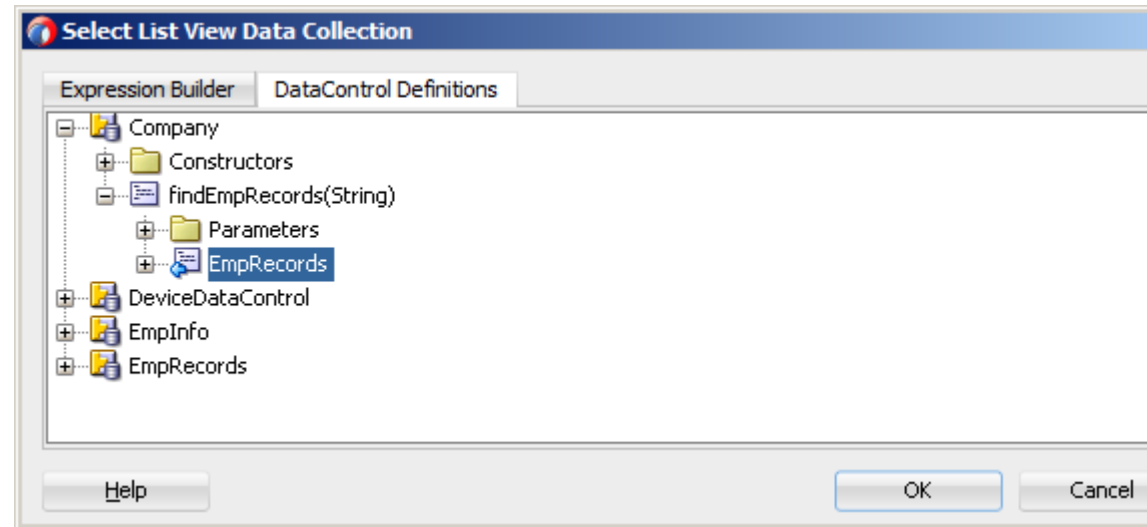 Select List View Data Collection
Expression Builder DataControl Definitions
Company
Constructors
findEmpRecords(String)
Parameters
EmpRecords
DeviceDataControl
EmpInfo
EmpRecords
Help OK Cancel